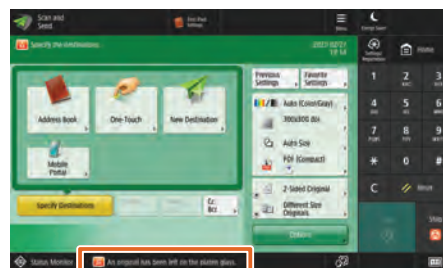 Scan and
Send
Menu
Specify the destinations.
Address Book
One-Touch
New Destination
Mobile
Portal
Specify Destinations
Cc
Bcc
Previous
Settings
Favorite
Settings
Auto (Color/Gray)
300x300 dpi
Auto Size
PDF (Compact)
2-Sided Original
Different Size
Originals
Options
Home
1
2
3
4
5
6
7
8
9
*
0
#
C
Stop
Status Monitor
An original has been left on the platen glass.